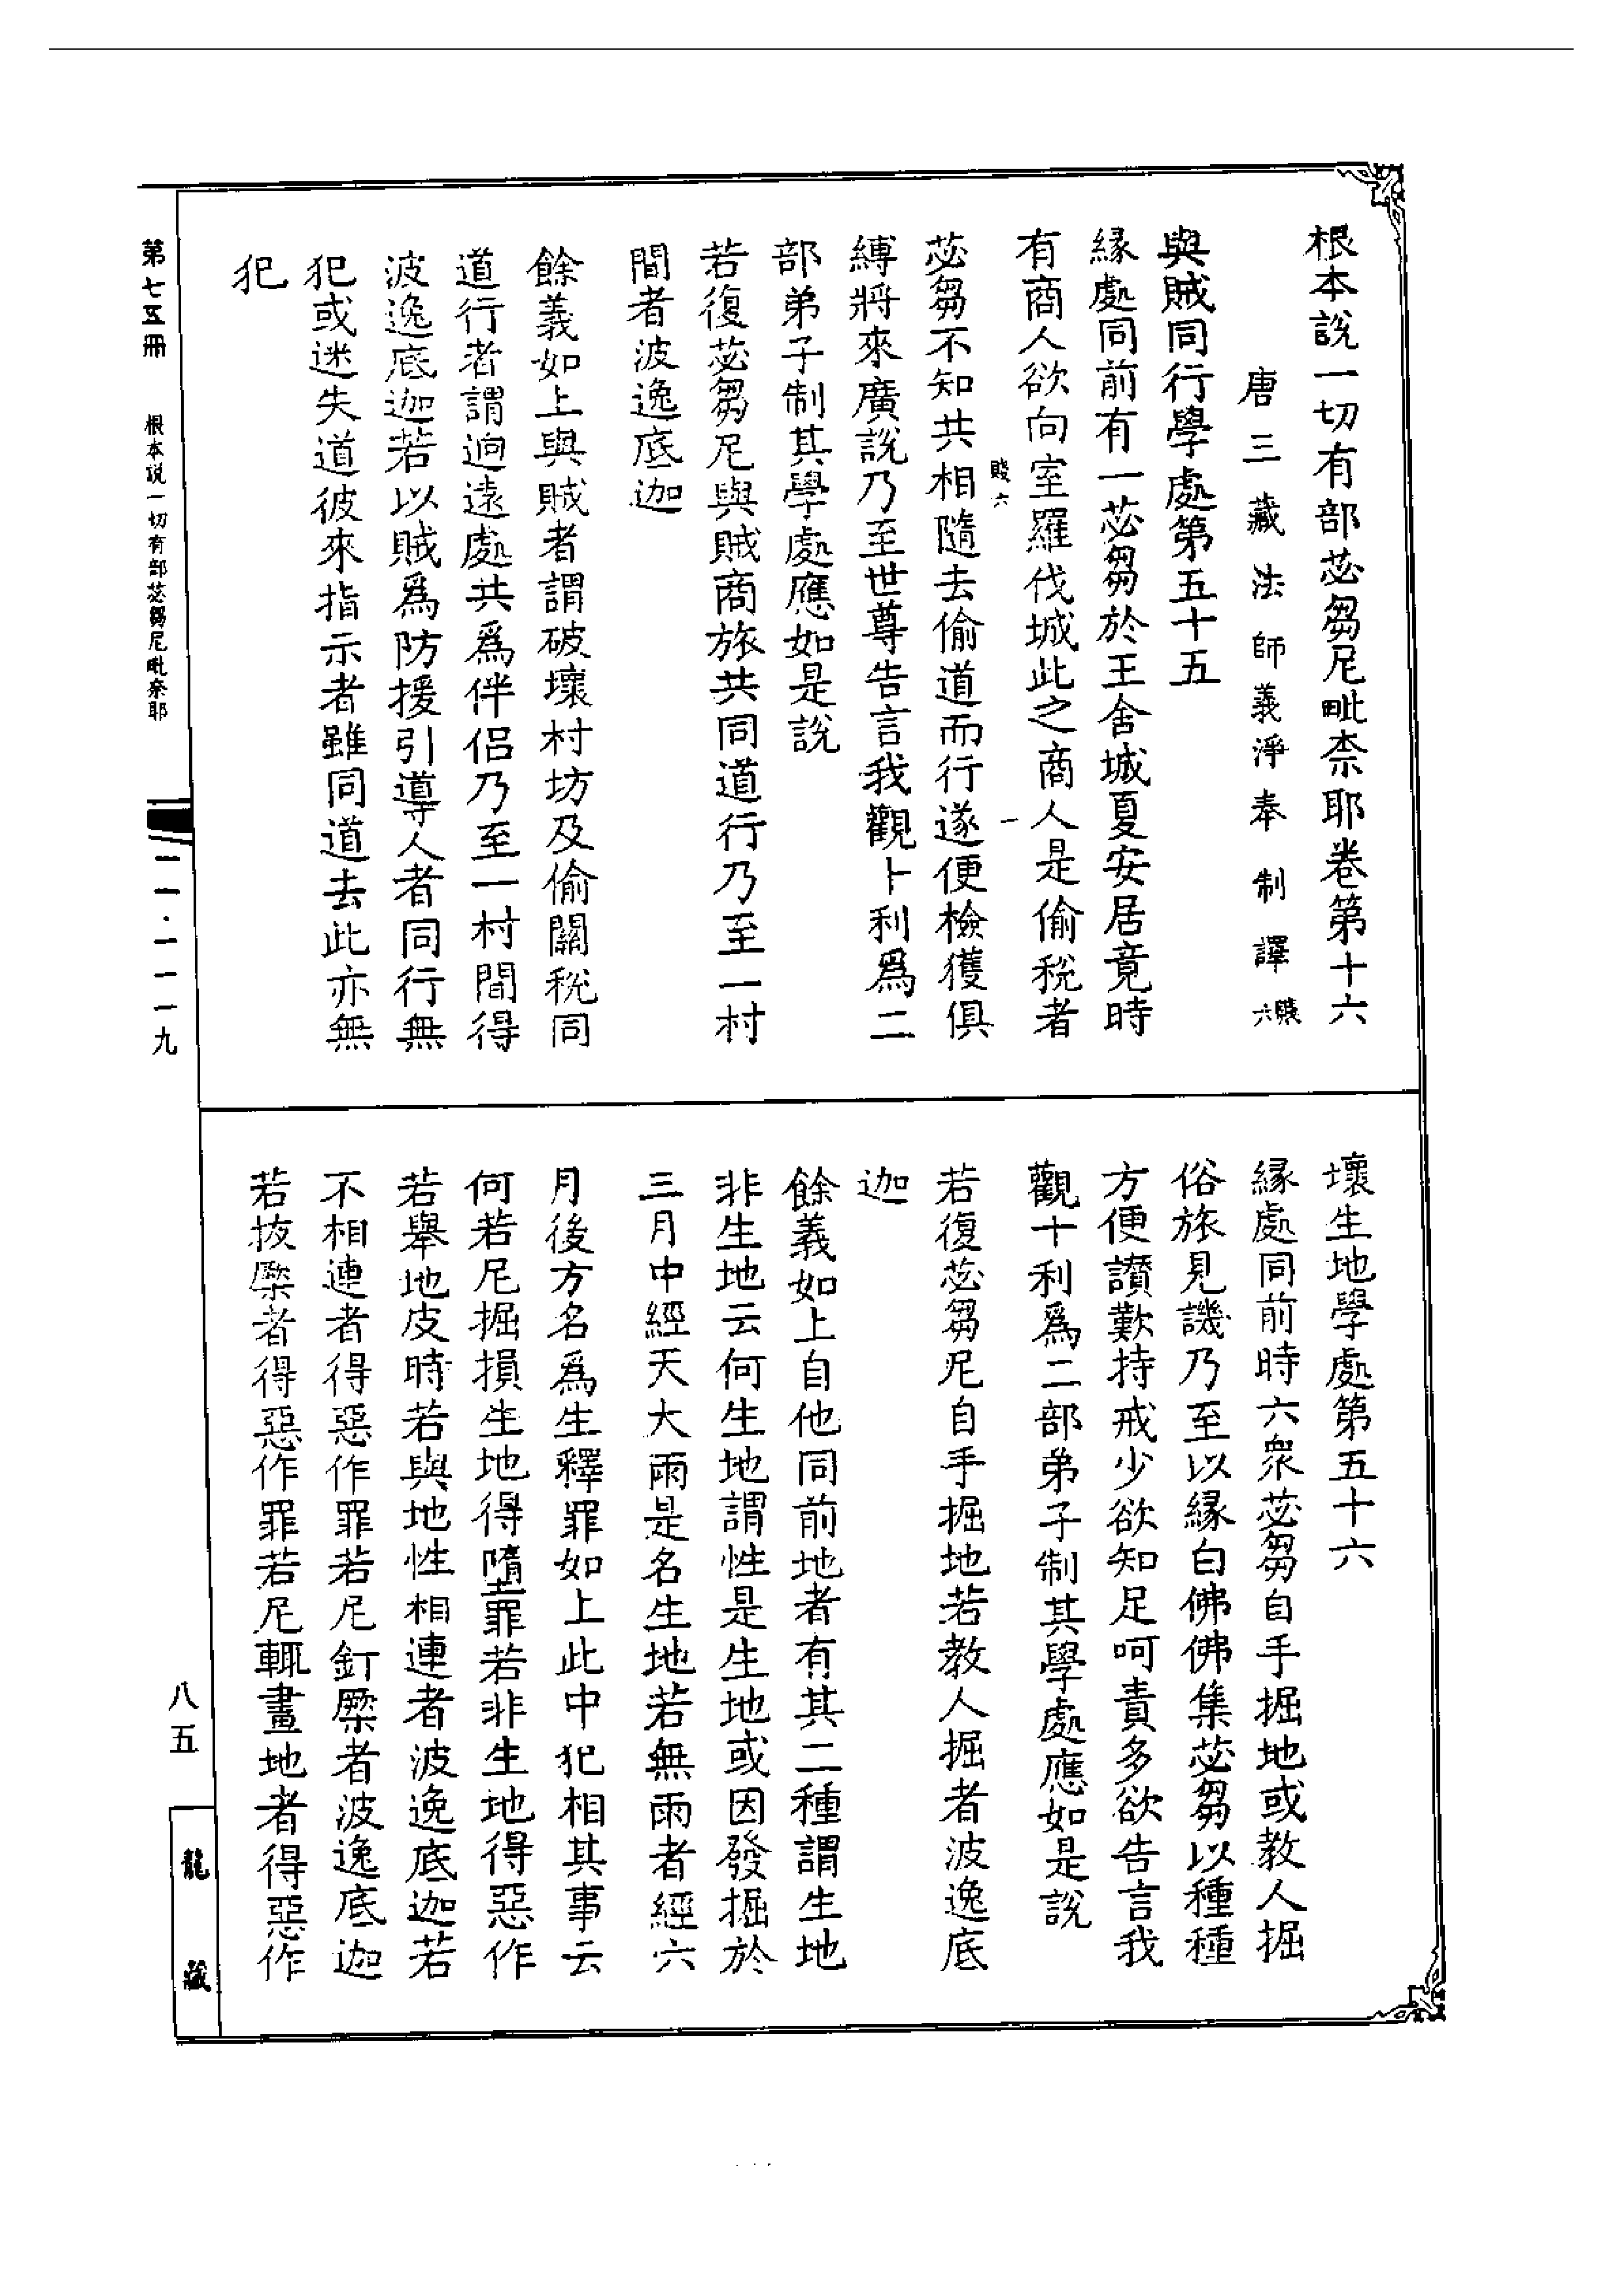 根本說一切有部苾芻尼毗奈耶卷第十六
唐三藏法師義淨奉 制譯 賤六
與賊同行學處第五十五
緣處同前有一苾芻於王舍城夏安居竟時
有商人欲向室羅伐城此之商人是偷稅者
賤六 一
苾芻不知共相隨去偷道而行遂便檢獲俱
縛將來廣說乃至世尊告言我觀十利爲二
部弟子制其學處應如是說
若復苾芻尼與賊商旅共同道行乃至一村
間者波逸底迦
餘義如上與賊者謂破壞村坊及偷關稅同
道行者謂迥遠處共爲伴侶乃至一村間得
波逸底迦若以賊爲防援引導人者同行無
犯或迷失道彼來指示者雖同道去此亦無
犯
壞生地學處第五十六
緣處同前時六衆苾芻自手掘地或教人掘
俗旅見譏乃至以緣白佛佛集苾芻以種種
方便讚歎持戒少欲知足呵責多欲告言我
觀十利爲二部弟子制其學處應如是說
若復苾芻尼自手掘地若教人掘者波逸底
迦
餘義如上自他同前地者有其二種謂生地
非生地云何生地謂性是生地或因發掘於
三月中經天大雨是名生地若無雨者經六
月後方名爲生釋罪如上此中犯相其事云
何若尼掘損生地得墮罪若非生地得惡作
若舉地皮時若與地性相連者波逸底迦若
不相連者得惡作罪若尼釘橛者波逸底迦
若拔橛者得惡作罪若尼輒畫地者得惡作
第七五冊 根本說一切有部苾芻尼毗奈耶
二一·一一一九
八五
龍藏